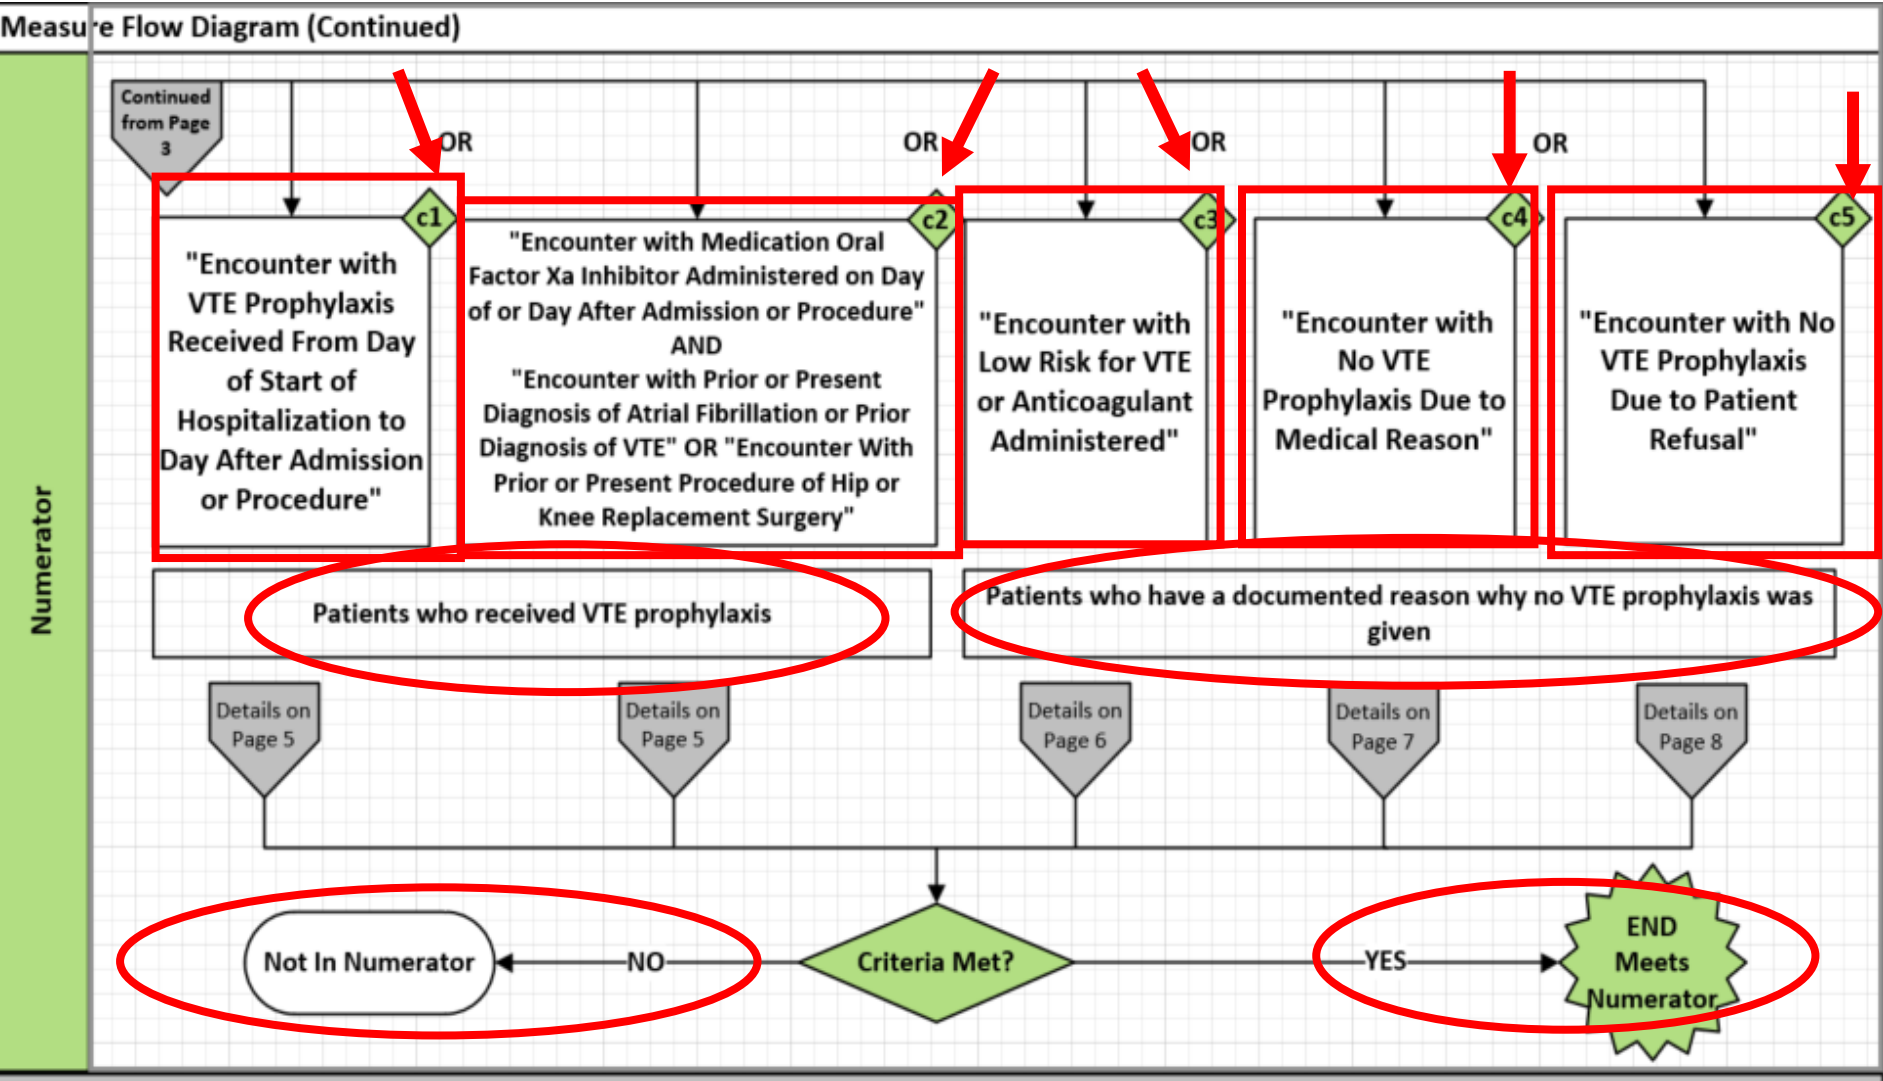 Measure Flow Diagram (Continued)
Numerator
Continued
from Page
3
OR
OR
OR
OR
c1
"Encounter with
VTE Prophylaxis
Received From Day
of Start of
Hospitalization to
Day After Admission
or Procedure"
c2
"Encounter with Medication Oral
Factor Xa Inhibitor Administered on Day
of or Day After Admission or Procedure"
AND
"Encounter with Prior or Present
Diagnosis of Atrial Fibrillation or Prior
Diagnosis of VTE" OR "Encounter With
Prior or Present Procedure of Hip or
Knee Replacement Surgery"
c3
"Encounter with
Low Risk for VTE
or Anticoagulant
Administered"
c4
"Encounter with
No VTE
Prophylaxis Due to
Medical Reason"
c5
"Encounter with No
VTE Prophylaxis
Due to Patient
Refusal"
Patients who received VTE prophylaxis
Patients who have a documented reason why no VTE prophylaxis was
given
Details on
Page 5
Details on
Page 5
Details on
Page 6
Details on
Page 7
Details on
Page 8
Not In Numerator
NO
Criteria Met?
YES
END
Meets
Numerator